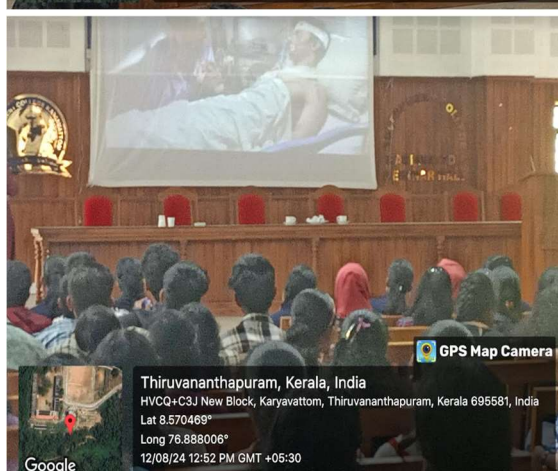 GPS Map Camera
Thiruvananthapuram, Kerala, India
HVCQ+C3J New Block, Karyavattom, Thiruvananthapuram, Kerala 695581, India
Lat 8.570469°
Long 76.888006°
12/08/24 12:52 PM GMT +05:30
Google